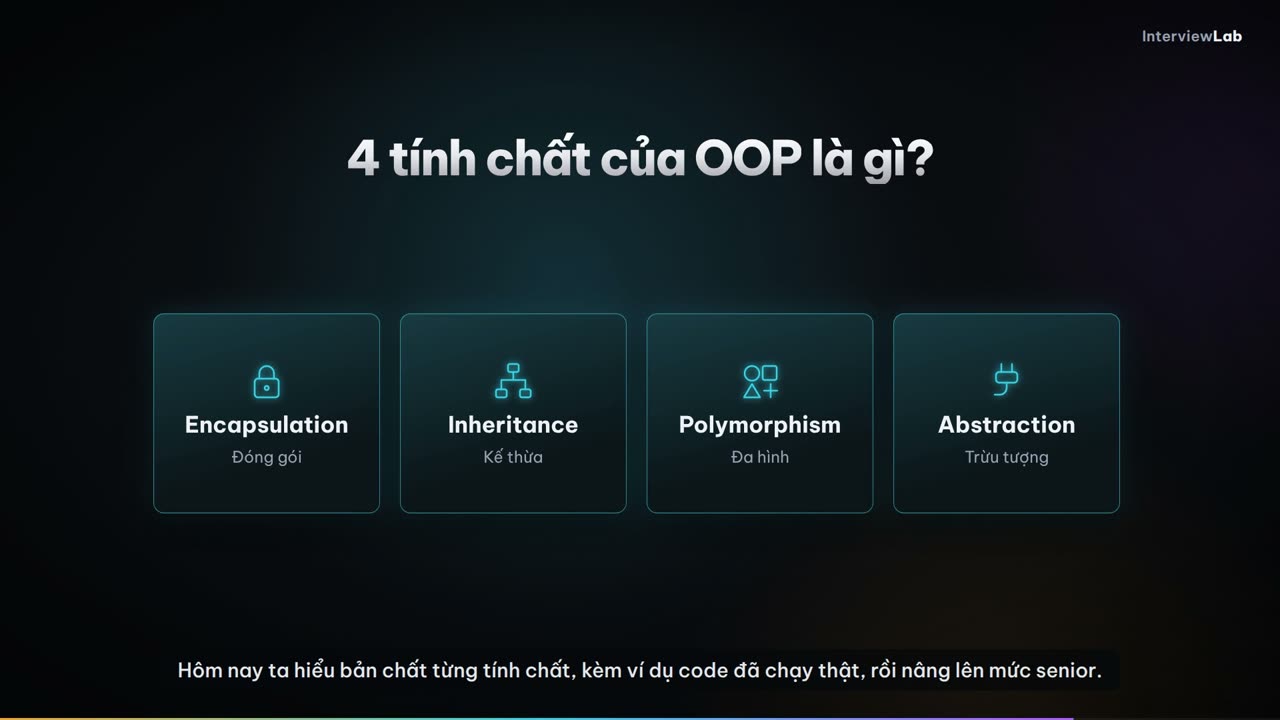 InterviewLab
4 tính chất của OOP là gì?
Encapsulation
Đóng gói
Inheritance
Kế thừa
Polymorphism
Đa hình
Abstraction
Trừu tượng
Hôm nay ta hiểu bản chất từng tính chất, kèm ví dụ code đã chạy thật, rồi nâng lên mức senior.